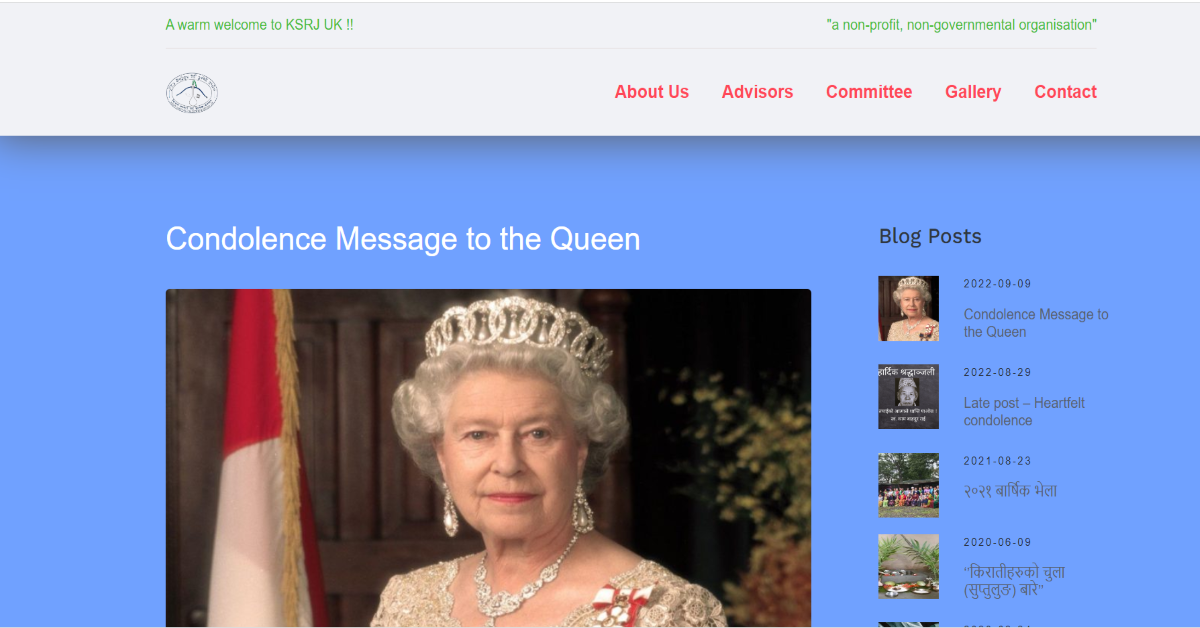 A warm welcome to KSRJ UK !!
"a non-profit, non-governmental organisation"
About Us Advisors Committee Gallery Contact
Condolence Message to the Queen
Blog Posts
2022-09-09
Condolence Message to
the Queen
हार्दिक श्रद्धाञ्जली
2022-08-29
Late post – Heartfelt
condolence
2021-08-23
२०२१ बार्षिक भेला
2020-06-09
“किरातीहरुको चुला
(सुप्तुलुङ) बारे”